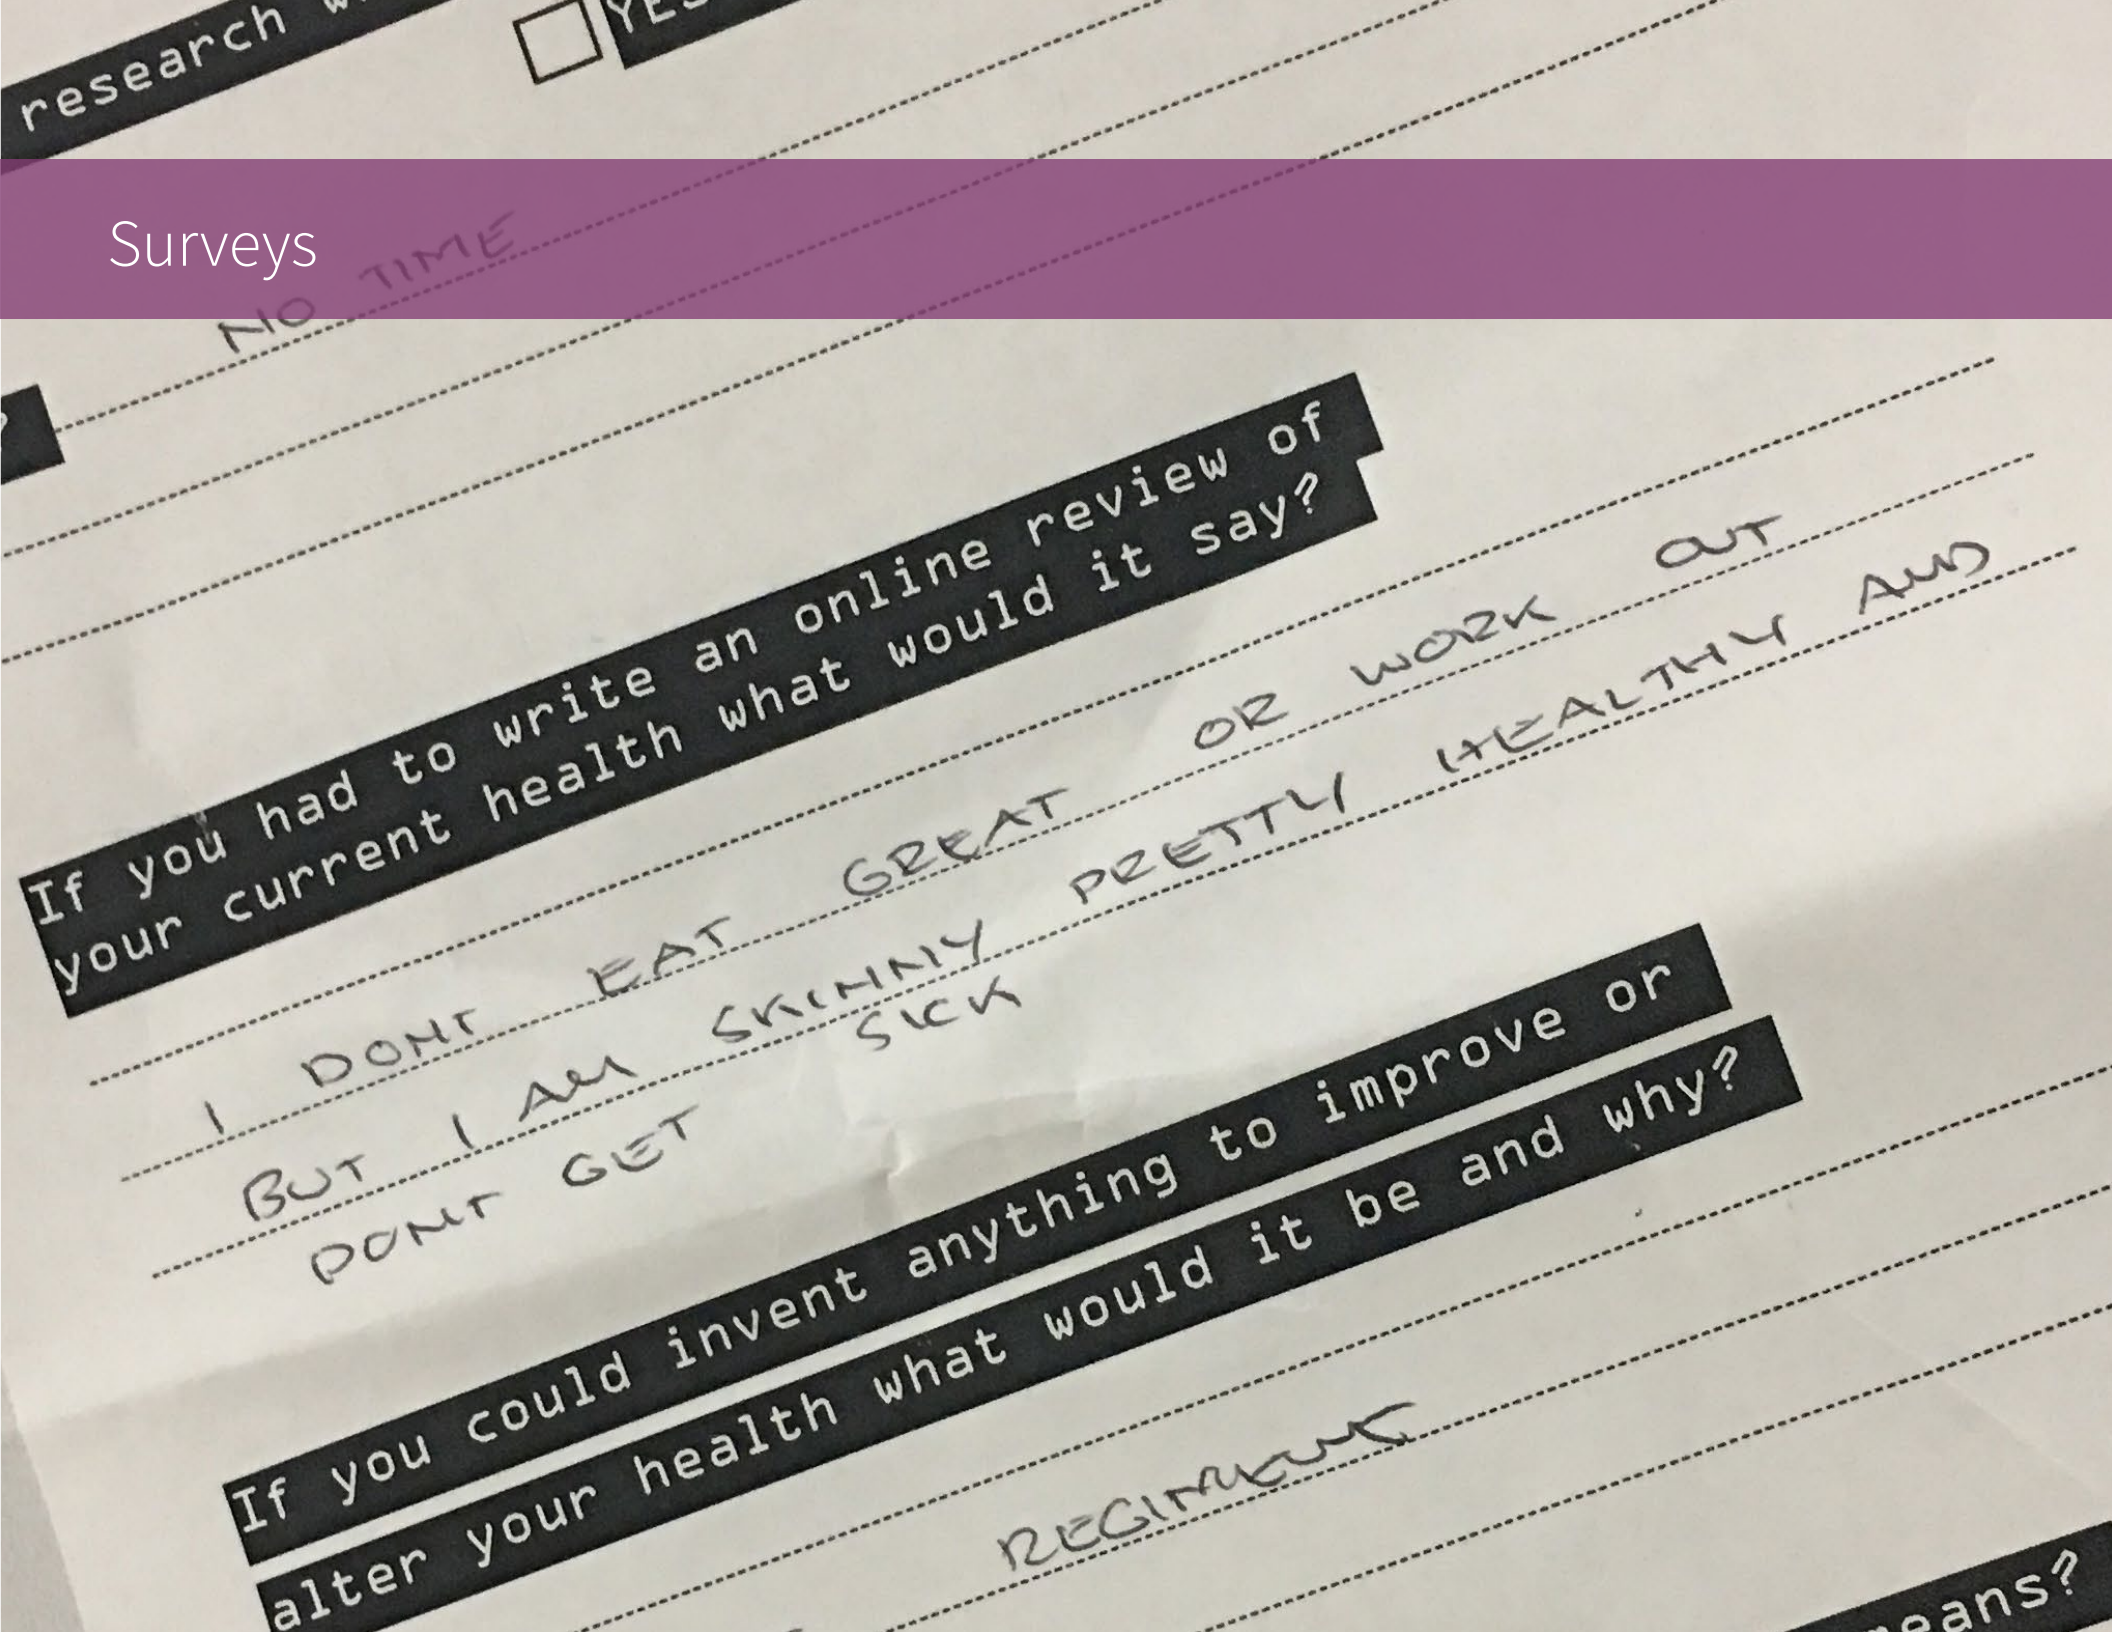 research
YES
Surveys
NO TIME
?
If you had to write an online review of
your current health what would it say?
I DONT EAT GREAT OR WORK OUT
BUT I AM SKINNY PRETTY HEALTHY AND
DONT GET SICK
If you could invent anything to improve or
alter your health what would it be and why?
REGIMENT
means?